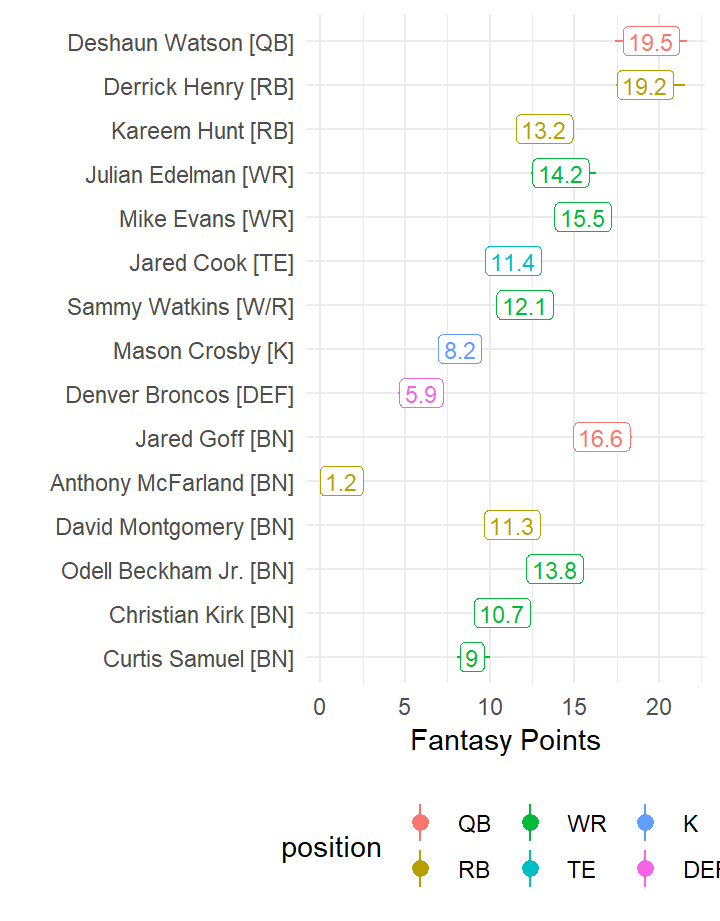 Deshaun Watson [QB] 19.5
Derrick Henry [RB] 19.2
Kareem Hunt [RB] 13.2
Julian Edelman [WR] 14.2
Mike Evans [WR] 15.5
Jared Cook [TE] 11.4
Sammy Watkins [W/R] 12.1
Mason Crosby [K] 8.2
Denver Broncos [DEF] 5.9
Jared Goff [BN] 16.6
Anthony McFarland [BN] 1.2
David Montgomery [BN] 11.3
Odell Beckham Jr. [BN] 13.8
Christian Kirk [BN] 10.7
Curtis Samuel [BN] 9
0 5 10 15 20
Fantasy Points
position
QB WR K
RB TE DEF